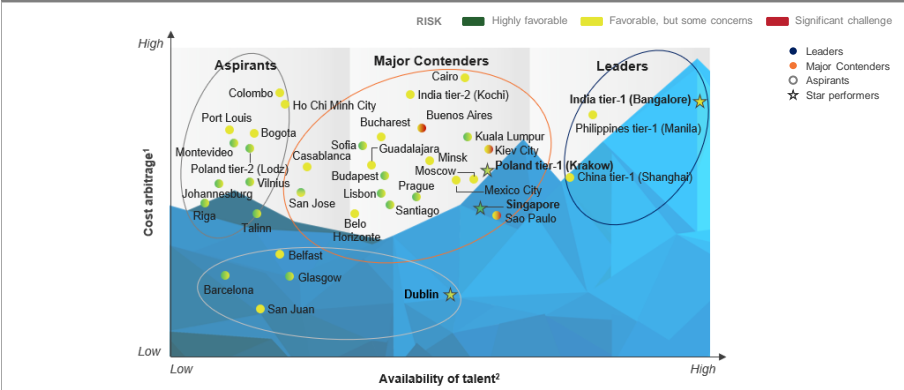 RISK Highly favorable Favorable, but some concerns Significant challenge
High
Leaders
Major Contenders
Aspirants
Star performers
Aspirants
Major Contenders
Leaders
Cairo
Colombo
India tier-2 (Kochi)
India tier-1 (Bangalore)
Ho Chi Minh City
Port Louis
Buenos Aires
Bucharest
Philippines tier-1 (Manila)
Bogota
Kuala Lumpur
Sofia
Guadalajara
Kiev City
Montevideo
Casablanca
Minsk
Poland tier-1 (Krakow)
Poland tier-2 (Lodz)
Moscow
Budapest
China tier-1 (Shanghai)
Vilnius
Prague
Mexico City
Johannesburg
Lisbon
San Jose
Singapore
Riga
Santiago
Sao Paulo
Talinn
Belo
Horizonte
Belfast
Glasgow
Barcelona
Dublin
San Juan
Cost arbitrage1
Low
Low
High
Availability of talent2